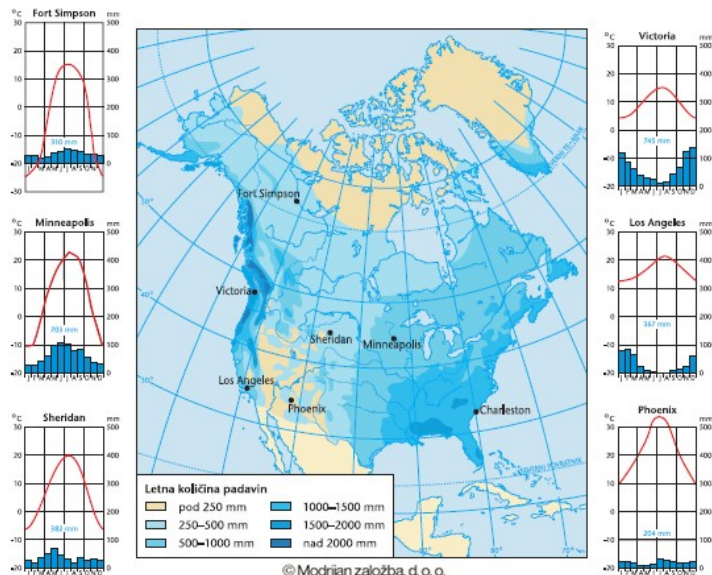 Fort Simpson
°C
mm
30
500
20
400
10
300
0
200
-10
330 mm
100
-20
0
J F M A M J J A S O N D
-30
Minneapolis
°C
mm
30
500
20
400
10
300
0
200
-10
703 mm
100
-20
0
J F M A M J J A S O N D
Sheridan
°C
mm
30
500
20
400
10
300
0
200
-10
382 mm
100
-20
0
J F M A M J J A S O N D
Fort Simpson
Victoria
Sheridan
Minneapolis
Los Angeles
Phoenix
Charleston
Letna količina padavin
pod 250 mm
250–500 mm
500–1000 mm
1000–1500 mm
1500–2000 mm
nad 2000 mm
© Modrijan založba, d. o. o.
Victoria
°C
mm
30
500
20
400
10
300
0
200
-10
745 mm
100
-20
0
J F M A M J J A S O N D
Los Angeles
°C
mm
30
500
20
400
10
300
0
200
-10
367 mm
100
-20
0
J F M A M J J A S O N D
Phoenix
°C
mm
30
500
20
400
10
300
0
200
-10
204 mm
100
-20
0
J F M A M J J A S O N D